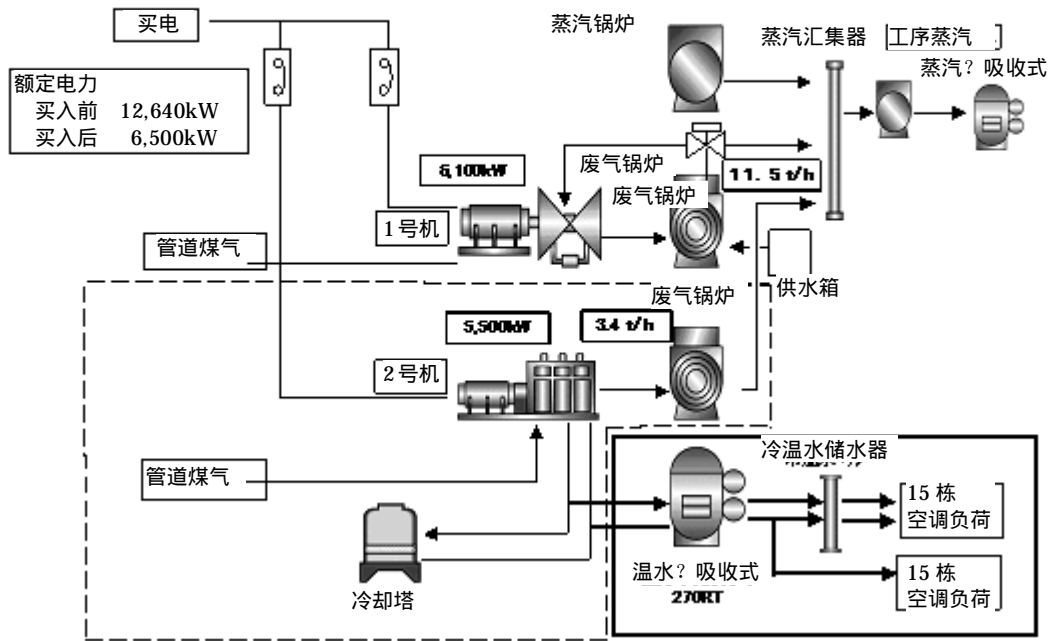 买电
蒸汽锅炉
蒸汽汇集器
工序蒸汽
蒸汽？吸收式
额定电力
买入前 12,640kW
买入后 6,500kW
6,100kW
废气锅炉
废气锅炉
11.5 t/h
1号机
管道煤气
供水箱
废气锅炉
5,500kW
3.4 t/h
2号机
管道煤气
冷温水储水器
15 栋
空调负荷
温水？吸收式
270RT
15 栋
空调负荷
冷却塔